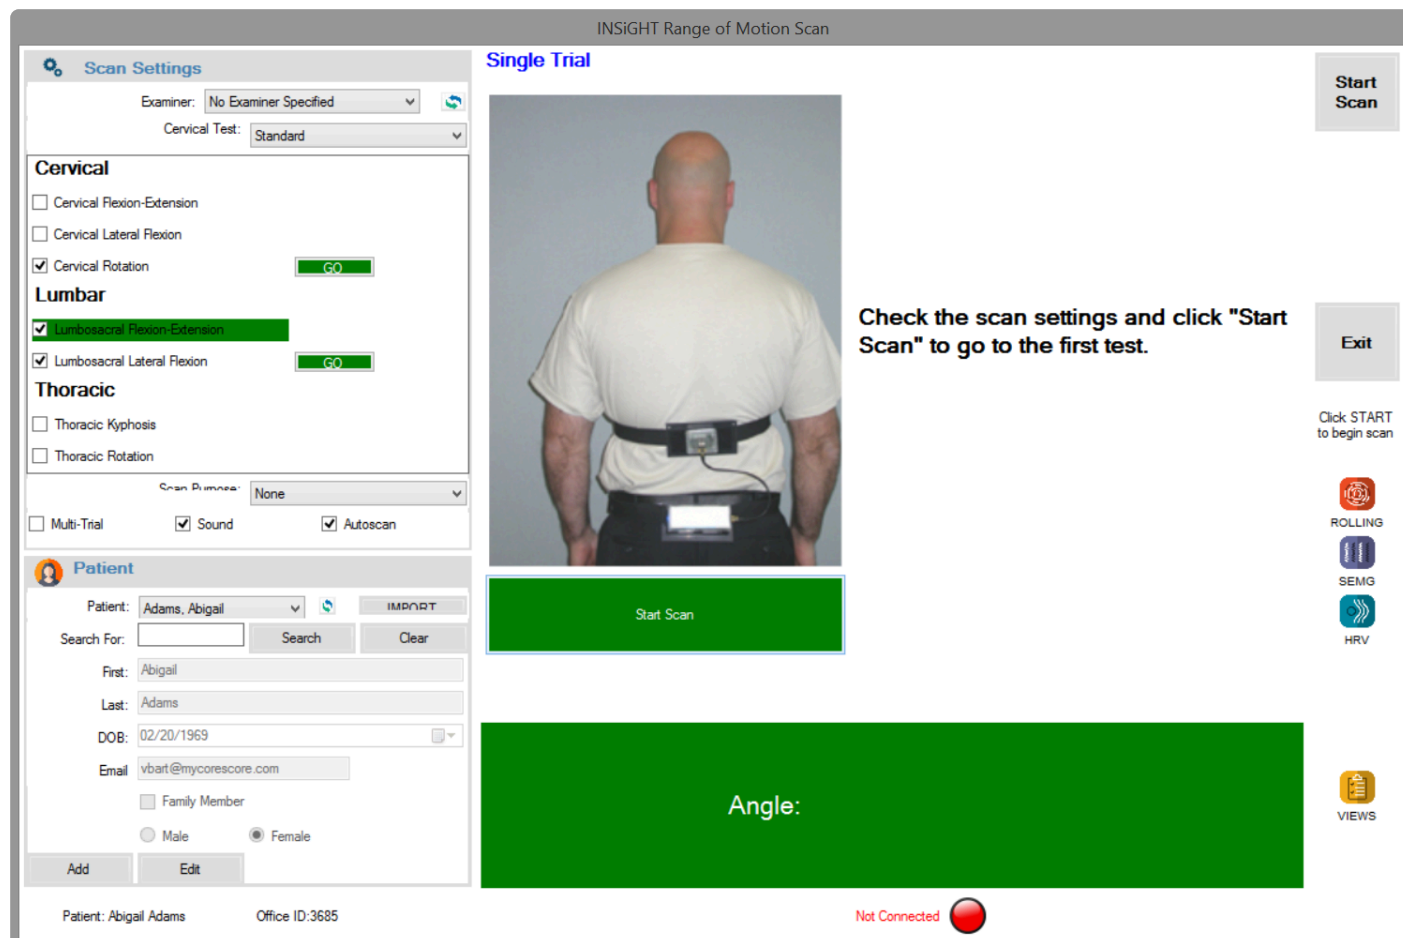 INSiGHT Range of Motion Scan
Scan Settings
Examiner: No Examiner Specified
Cervical Test: Standard
Cervical
Cervical Flexion-Extension
Cervical Lateral Flexion
Cervical Rotation GO
Lumbar
Lumbosacral Flexion-Extension
Lumbosacral Lateral Flexion GO
Thoracic
Thoracic Kyphosis
Thoracic Rotation
Scan Purpose: None
Multi-Trial Sound Autoscan
Patient
Patient: Adams, Abigail IMPORT
Search For: Search Clear
First: Abigail
Last: Adams
DOB: 02/20/1969
Email vbart@mycorescore.com
Family Member
Male Female
Add Edit
Patient: Abigail Adams Office ID:3685
Single Trial
Check the scan settings and click "Start
Scan" to go to the first test.
Start Scan
Angle:
Not Connected
Start
Scan
Exit
Click START
to begin scan
ROLLING
SEMG
HRV
VIEWS